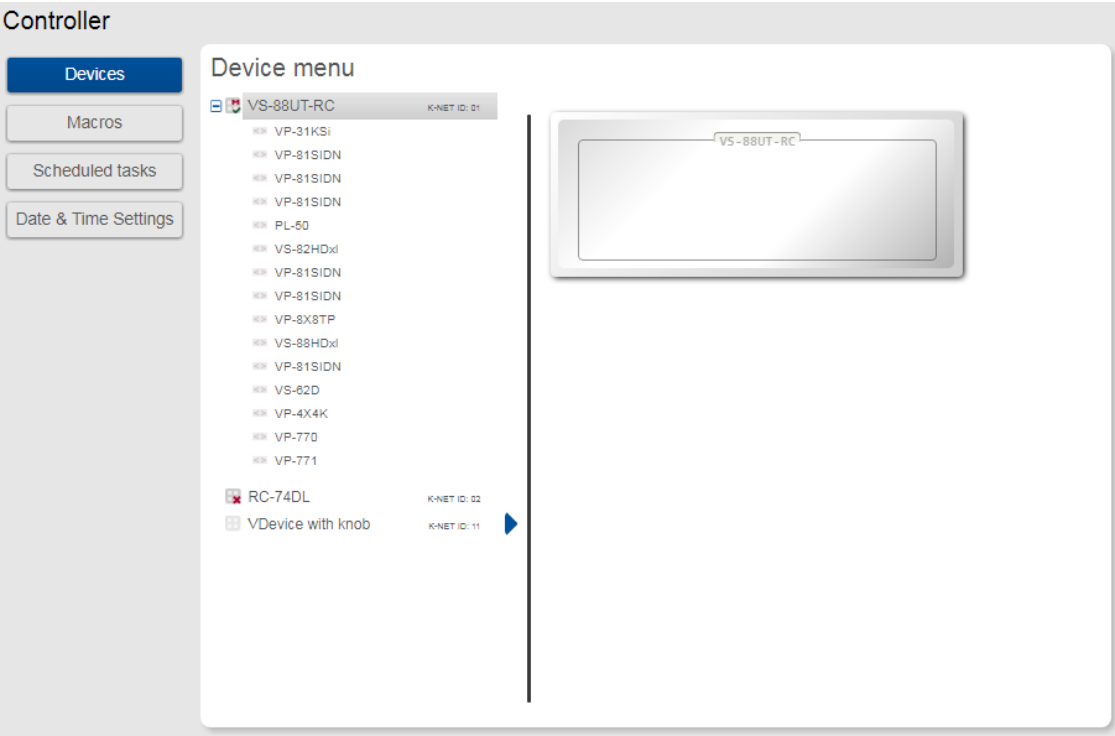 Controller
Devices
Macros
Scheduled tasks
Date & Time Settings
Device menu
VS-88UT-RC K-NET ID: 01
VP-31KSi
VP-81SIDN
VP-81SIDN
VP-81SIDN
PL-50
VS-82HDxl
VP-81SIDN
VP-81SIDN
VP-8X8TP
VS-88HDxl
VP-81SIDN
VS-62D
VP-4X4K
VP-770
VP-771
RC-74DL K-NET ID: 02
VDevice with knob K-NET ID: 11
VS-88UT-RC